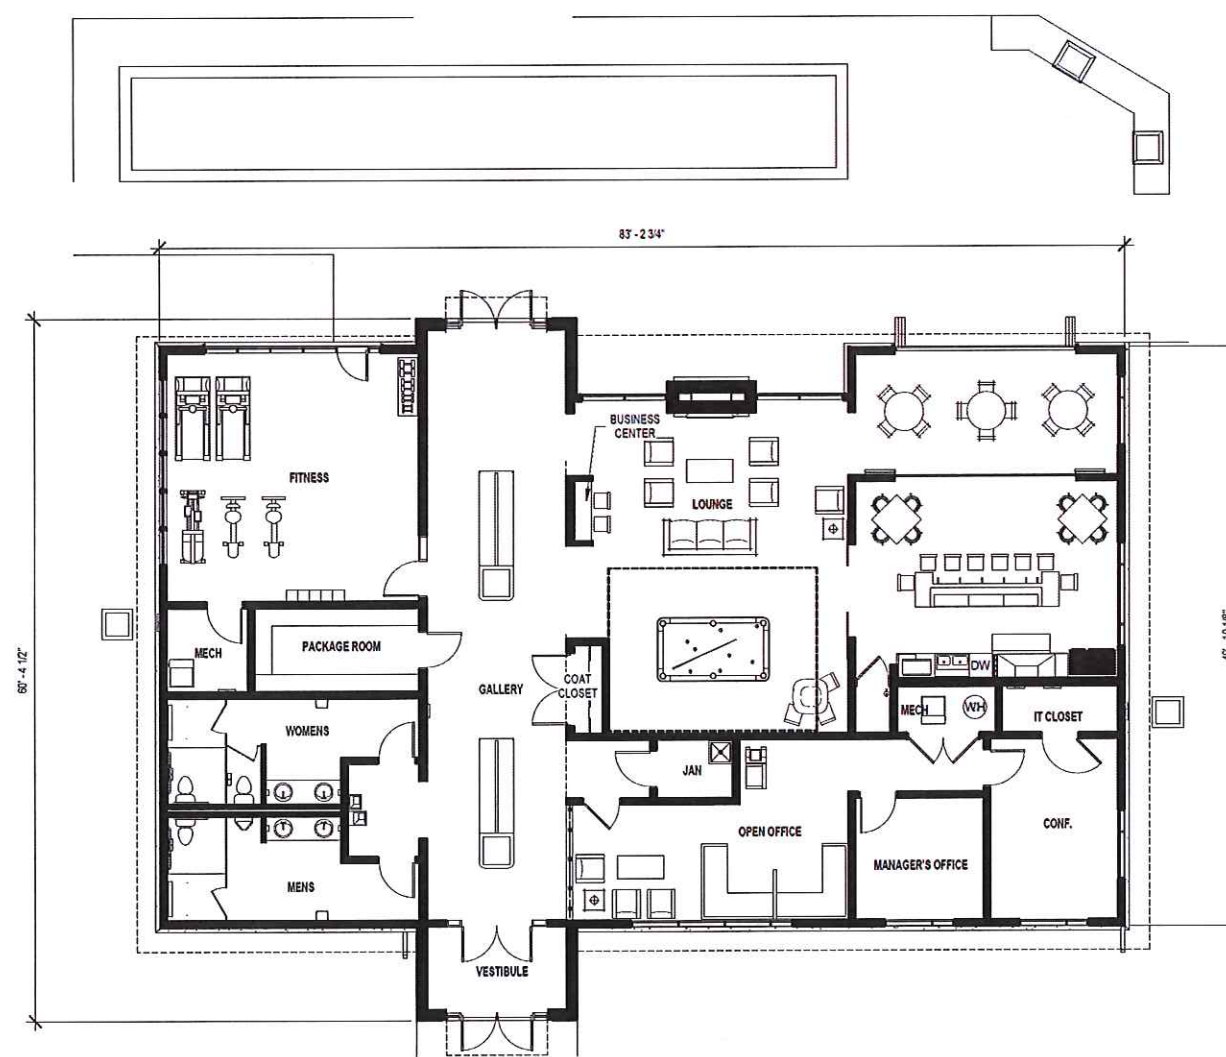 83' - 2 3/4"
BUSINESS
CENTER
FITNESS
LOUNGE
60' - 4 1/2"
MECH
PACKAGE ROOM
GALLERY
COAT
CLOSET
DW
MECH
WH
IT CLOSET
WOMENS
JAN
OPEN OFFICE
CONF.
MANAGER'S OFFICE
MENS
VESTIBULE